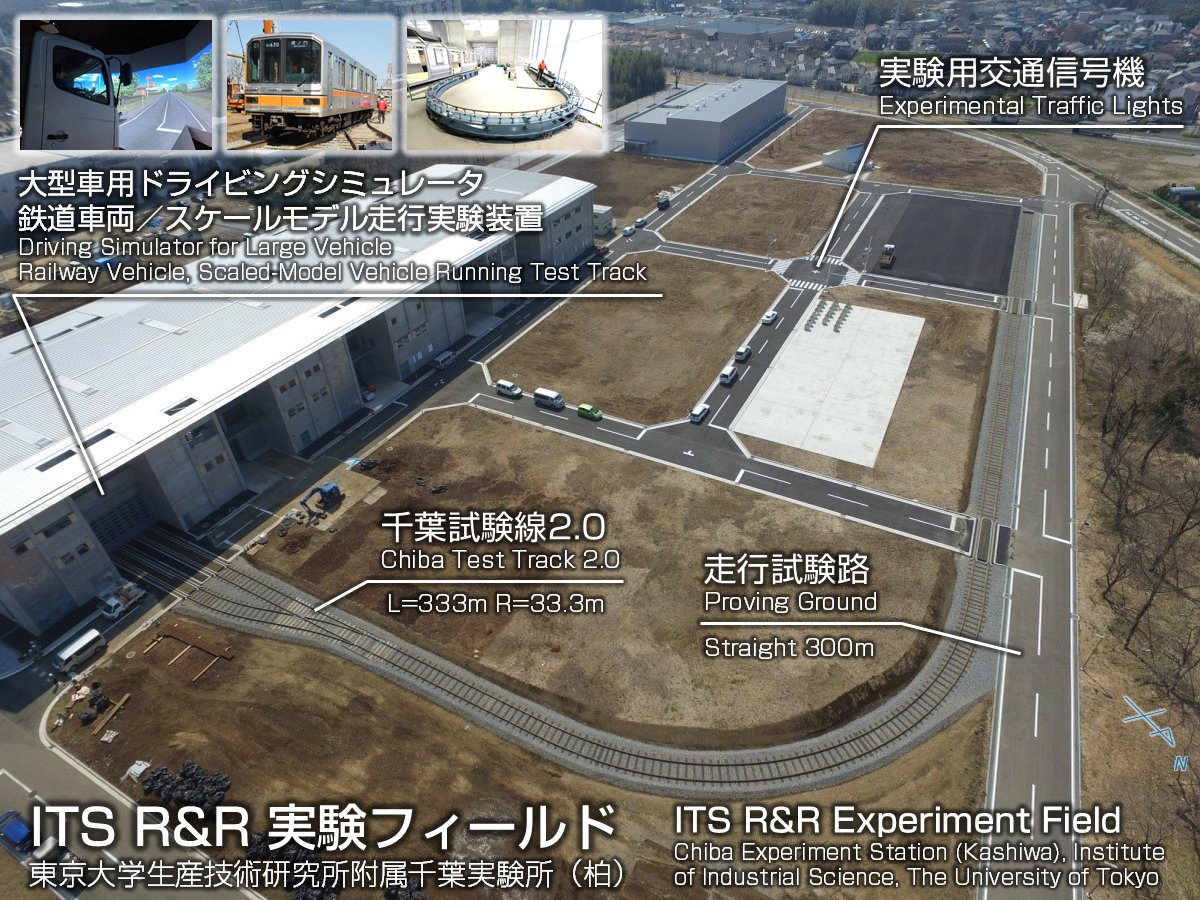 実験用交通信号機
Experimental Traffic Lights
大型車用ドライビングシミュレータ
鉄道車両／スケールモデル走行実験装置
Driving Simulator for Large Vehicle
Railway Vehicle, Scaled-Model Vehicle Running Test Track
千葉試験線2.0
Chiba Test Track 2.0
L=333m R=33.3m
走行試験路
Proving Ground
Straight 300m
N
ITS R&R 実験フィールド
東京大学生産技術研究所附属千葉実験所（柏）
ITS R&R Experiment Field
Chiba Experiment Station (Kashiwa), Institute
of Industrial Science, The University of Tokyo